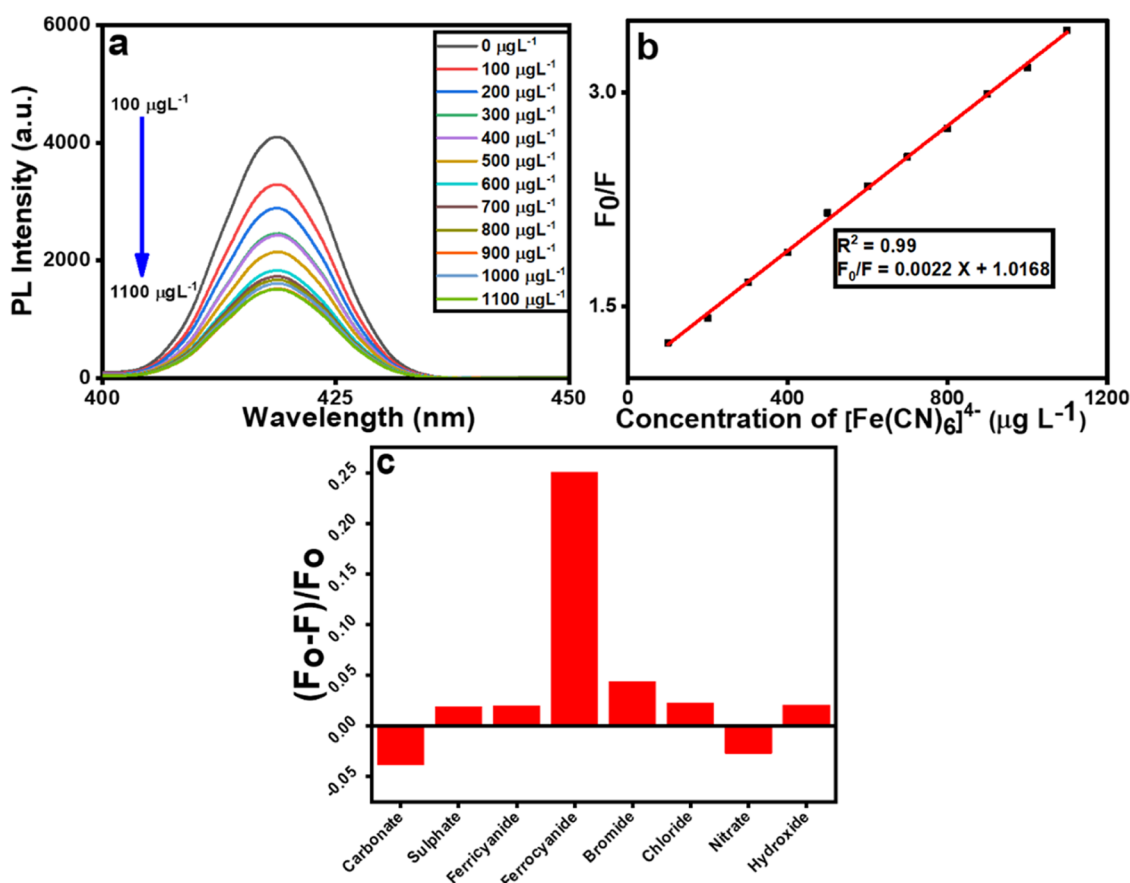 a
6000
4000
2000
0
PL Intensity (a.u.)
100 µgL⁻¹
1100 µgL⁻¹
0 µgL⁻¹
100 µgL⁻¹
200 µgL⁻¹
300 µgL⁻¹
400 µgL⁻¹
500 µgL⁻¹
600 µgL⁻¹
700 µgL⁻¹
800 µgL⁻¹
900 µgL⁻¹
1000 µgL⁻¹
1100 µgL⁻¹
400 425 450
Wavelength (nm)
b
3.0
1.5
F₀/F
R² = 0.99
F₀/F = 0.0022 X + 1.0168
0 400 800 1200
Concentration of [Fe(CN)₆]⁴⁻ (µg L⁻¹)
c
0.25
0.20
0.15
0.10
0.05
0.00
-0.05
(Fo-F)/Fo
Carbonate
Sulphate
Ferricyanide
Ferrocyanide
Bromide
Chloride
Nitrate
Hydroxide